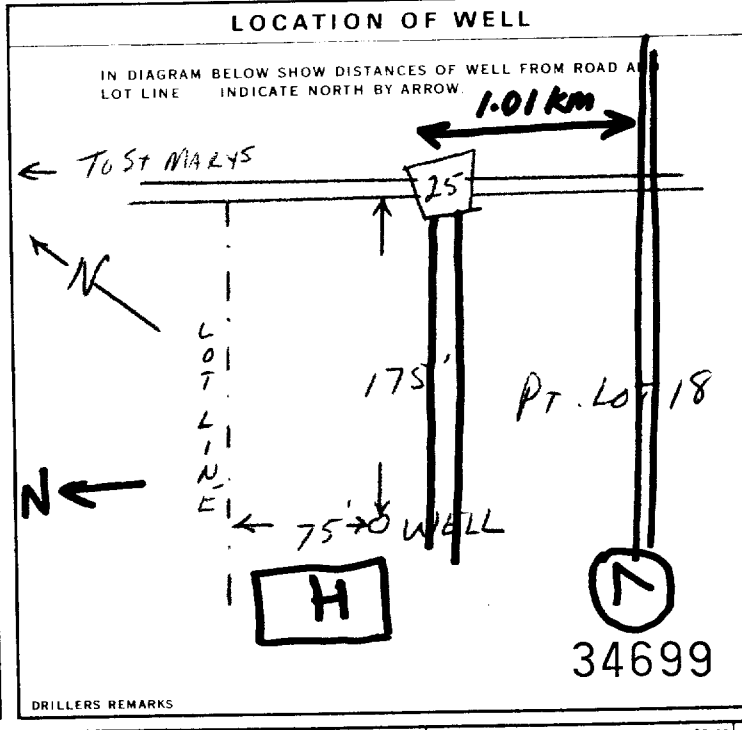 LOCATION OF WELL
IN DIAGRAM BELOW SHOW DISTANCES OF WELL FROM ROAD A D
LOT LINE INDICATE NORTH BY ARROW.
1.01 km
TO St MARYS
25
N
LOT LINE
175'
PT. LOT 18
N
75' WELL
H
7
34699
DRILLERS REMARKS